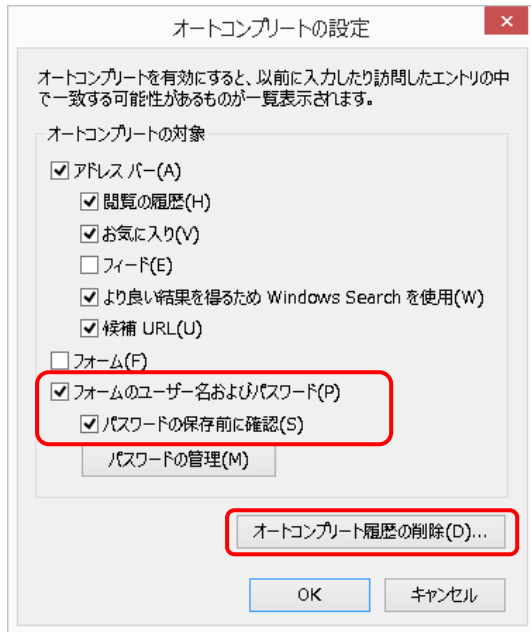 オートコンプリートの設定
オートコンプリートを有効にすると、以前に入力したり訪問したエントリの中
で一致する可能性があるものが一覧表示されます。
オートコンプリートの対象
アドレス バー(A)
閲覧の履歴(H)
お気に入り(V)
フィード(E)
より良い結果を得るため Windows Search を使用(W)
候補 URL(U)
フォーム(F)
フォームのユーザー名およびパスワード(P)
パスワードの保存前に確認(S)
パスワードの管理(M)
オートコンプリート履歴の削除(D)...
OK
キャンセル